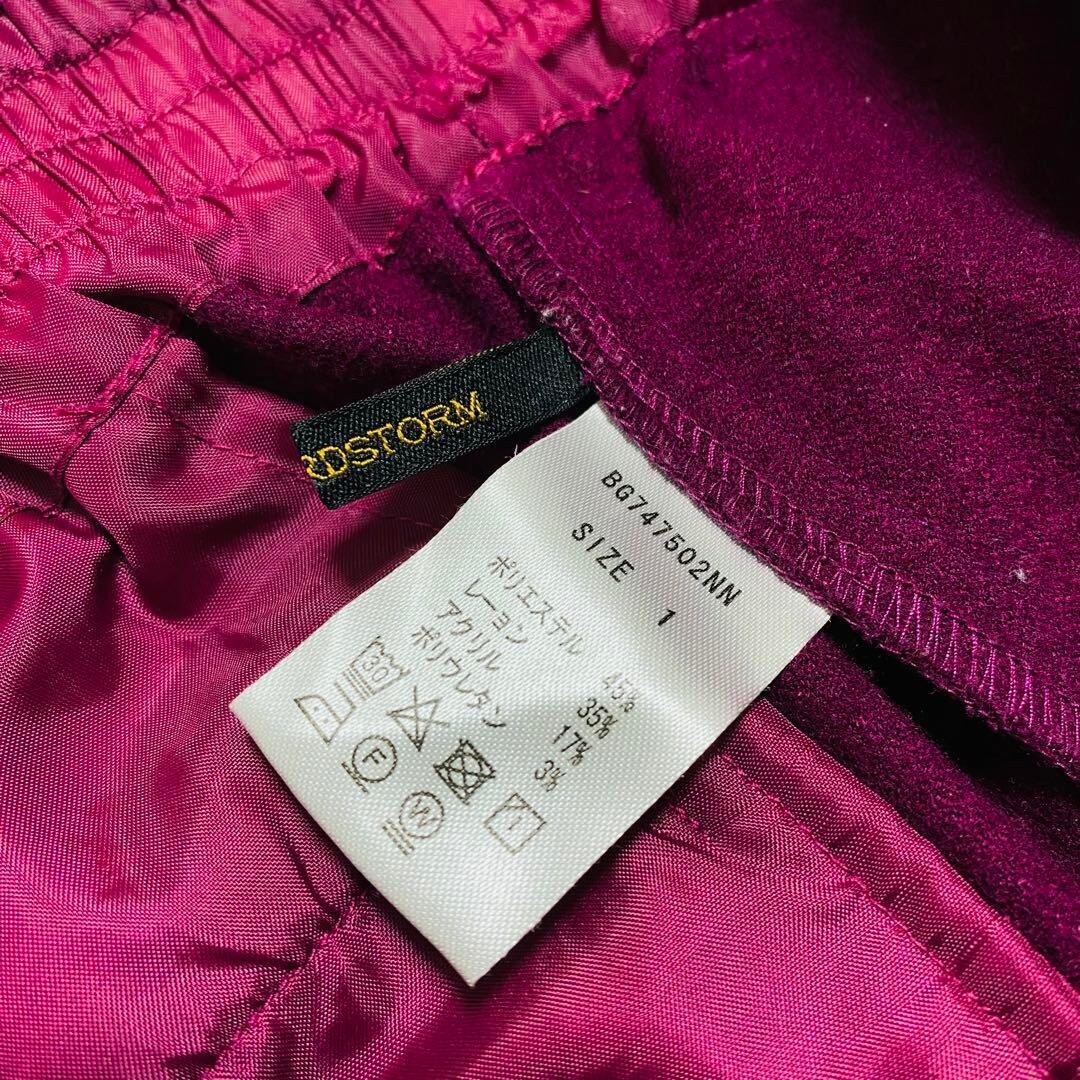 RDSTORM
BG747502NN
SIZE 1
ポリエステル 45%
レーヨン 35%
アクリル 17%
ポリウレタン 3%
30
F
W